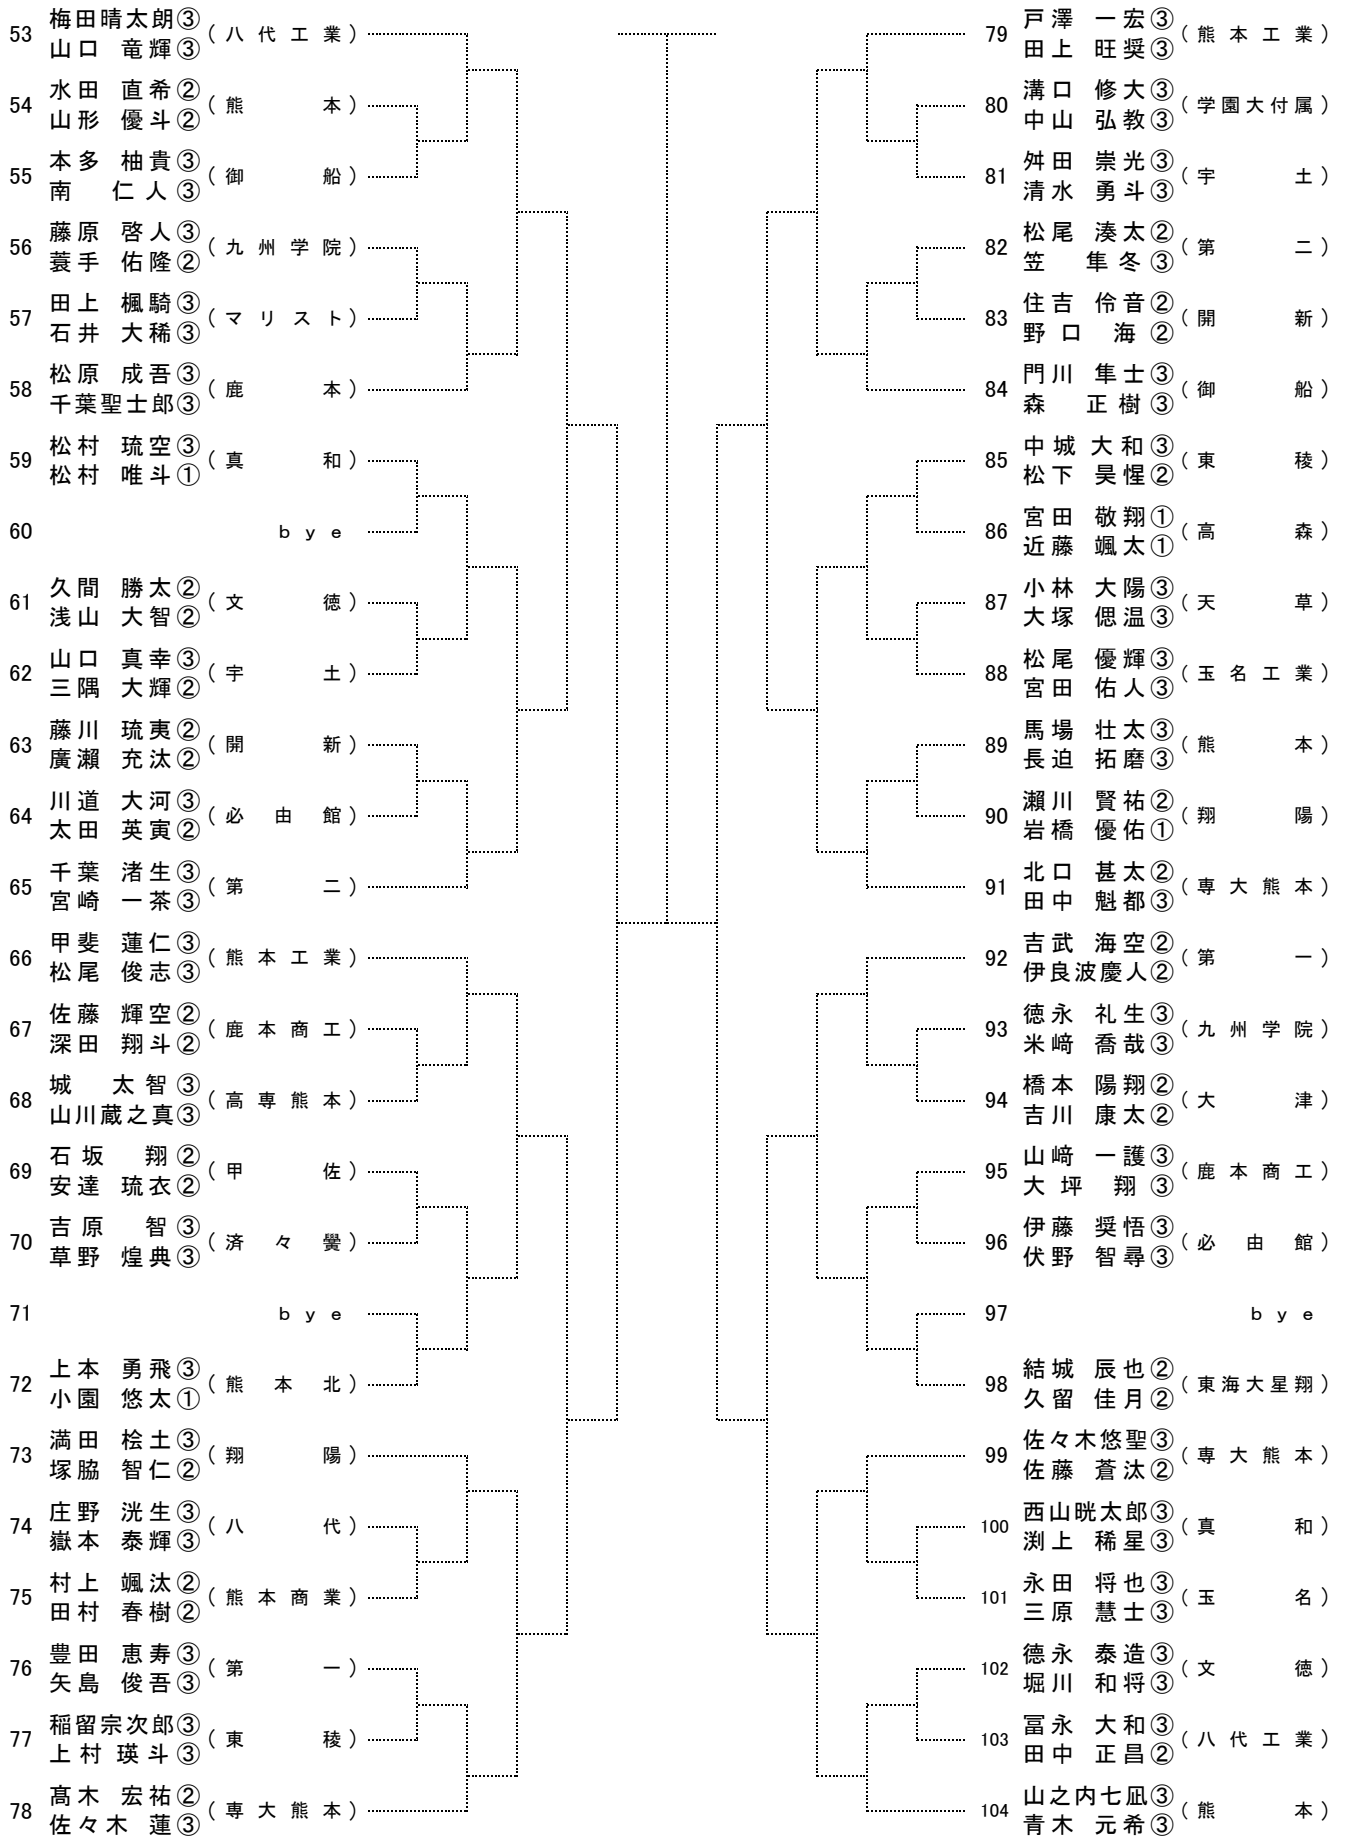 53 梅田晴太朗③ (八代工業)
山口 竜輝③
54 水田 直希② (熊 本)
山形 優斗②
55 本多 柚貴③ (御 船)
南 仁人③
56 藤原 啓人③ (九州学院)
蓑手 佑隆②
57 田上 楓騎③ (マリスト)
石井 大稀③
58 松原 成吾③ (鹿 本)
千葉聖士郎③
59 松村 琉空③ (真 和)
松村 唯斗①
60 bye
61 久間 勝太② (文 徳)
浅山 大智②
62 山口 真幸③ (宇 土)
三隅 大輝②
63 藤川 琉夷② (開 新)
廣瀬 充汰②
64 川道 大河③ (必由館)
太田 英寅②
65 千葉 渚生③ (第 二)
宮崎 一茶③
66 甲斐 蓮仁③ (熊本工業)
松尾 俊志③
67 佐藤 輝空② (鹿本商工)
深田 翔斗②
68 城 太智③ (高専熊本)
山川蔵之真③
69 石坂 翔② (甲 佐)
安達 琉衣②
70 吉原 智③ (済々黌)
草野 煌典③
71 bye
72 上本 勇飛③ (熊本北)
小園 悠太①
73 満田 桧土③ (翔 陽)
塚脇 智仁②
74 庄野 洸生③ (八 代)
嶽本 泰輝③
75 村上 颯汰② (熊本商業)
田村 春樹②
76 豊田 恵寿③ (第 一)
矢島 俊吾③
77 稲留宗次郎③ (東 稜)
上村 瑛斗③
78 髙木 宏祐② (専大熊本)
佐々木 蓮③
79 戸澤 一宏③ (熊本工業)
田上 旺奨③
80 溝口 修大③ (学園大付属)
中山 弘教③
81 舛田 崇光③ (宇 土)
清水 勇斗③
82 松尾 湊太② (第 二)
笠 隼冬③
83 住吉 伶音② (開 新)
野口 海②
84 門川 隼士③ (御 船)
森 正樹③
85 中城 大和③ (東 稜)
松下 昊惺②
86 宮田 敬翔① (高 森)
近藤 颯太①
87 小林 大陽③ (天 草)
大塚 偲温③
88 松尾 優輝③ (玉名工業)
宮田 佑人③
89 馬場 壮太③ (熊 本)
長迫 拓磨③
90 瀬川 賢祐② (翔 陽)
岩橋 優佑①
91 北口 甚太② (専大熊本)
田中 魁都③
92 吉武 海空② (第 一)
伊良波慶人②
93 徳永 礼生③ (九州学院)
米﨑 喬哉③
94 橋本 陽翔② (大 津)
吉川 康太②
95 山﨑 一護③ (鹿本商工)
大坪 翔③
96 伊藤 奨悟③ (必由館)
伏野 智尋③
97 bye
98 結城 辰也② (東海大星翔)
久留 佳月②
99 佐々木悠聖③ (専大熊本)
佐藤 蒼汰②
100 西山晄太郎③ (真 和)
渕上 稀星③
101 永田 将也③ (玉 名)
三原 慧士③
102 德永 泰造③ (文 徳)
堀川 和将③
103 冨永 大和③ (八代工業)
田中 正昌②
104 山之内七凪③ (熊 本)
青木 元希③